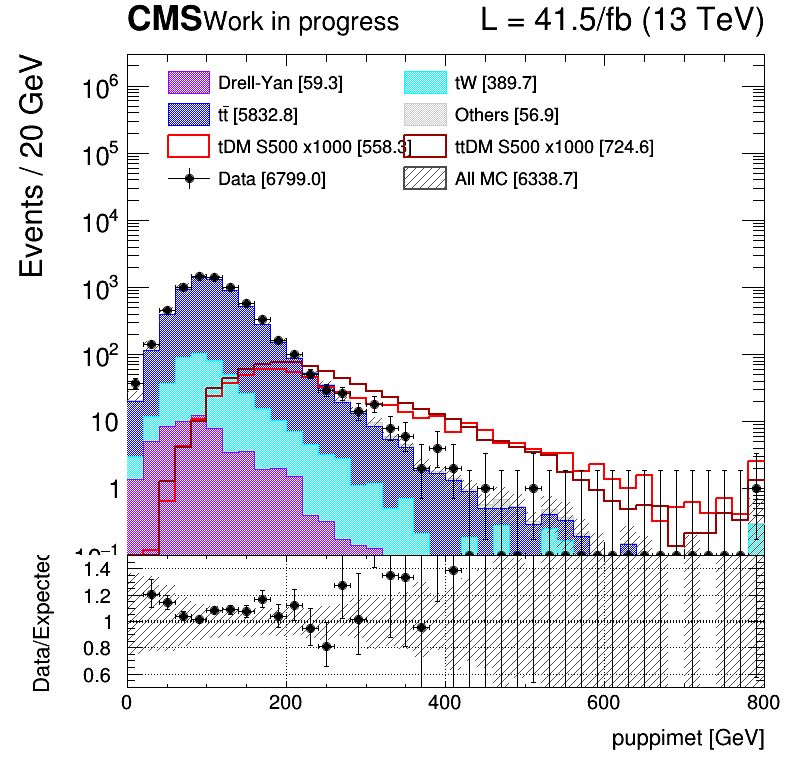 CMS Work in progress L = 41.5/fb (13 TeV)
Events / 20 GeV
Drell-Yan [59.3] tW [389.7]
tt̄ [5832.8] Others [56.9]
tDM S500 x1000 [558.3] ttDM S500 x1000 [724.6]
Data [6799.0] All MC [6338.7]
10⁶
10⁵
10⁴
10³
10²
10
1
10⁻¹
Data/Expected
1.4
1.2
1
0.8
0.6
0 200 400 600 800
puppimet [GeV]